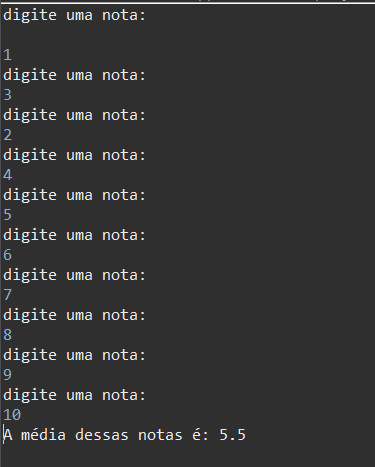 digite uma nota:
1
digite uma nota:
3
digite uma nota:
2
digite uma nota:
4
digite uma nota:
5
digite uma nota:
6
digite uma nota:
7
digite uma nota:
8
digite uma nota:
9
digite uma nota:
10
A média dessas notas é: 5.5